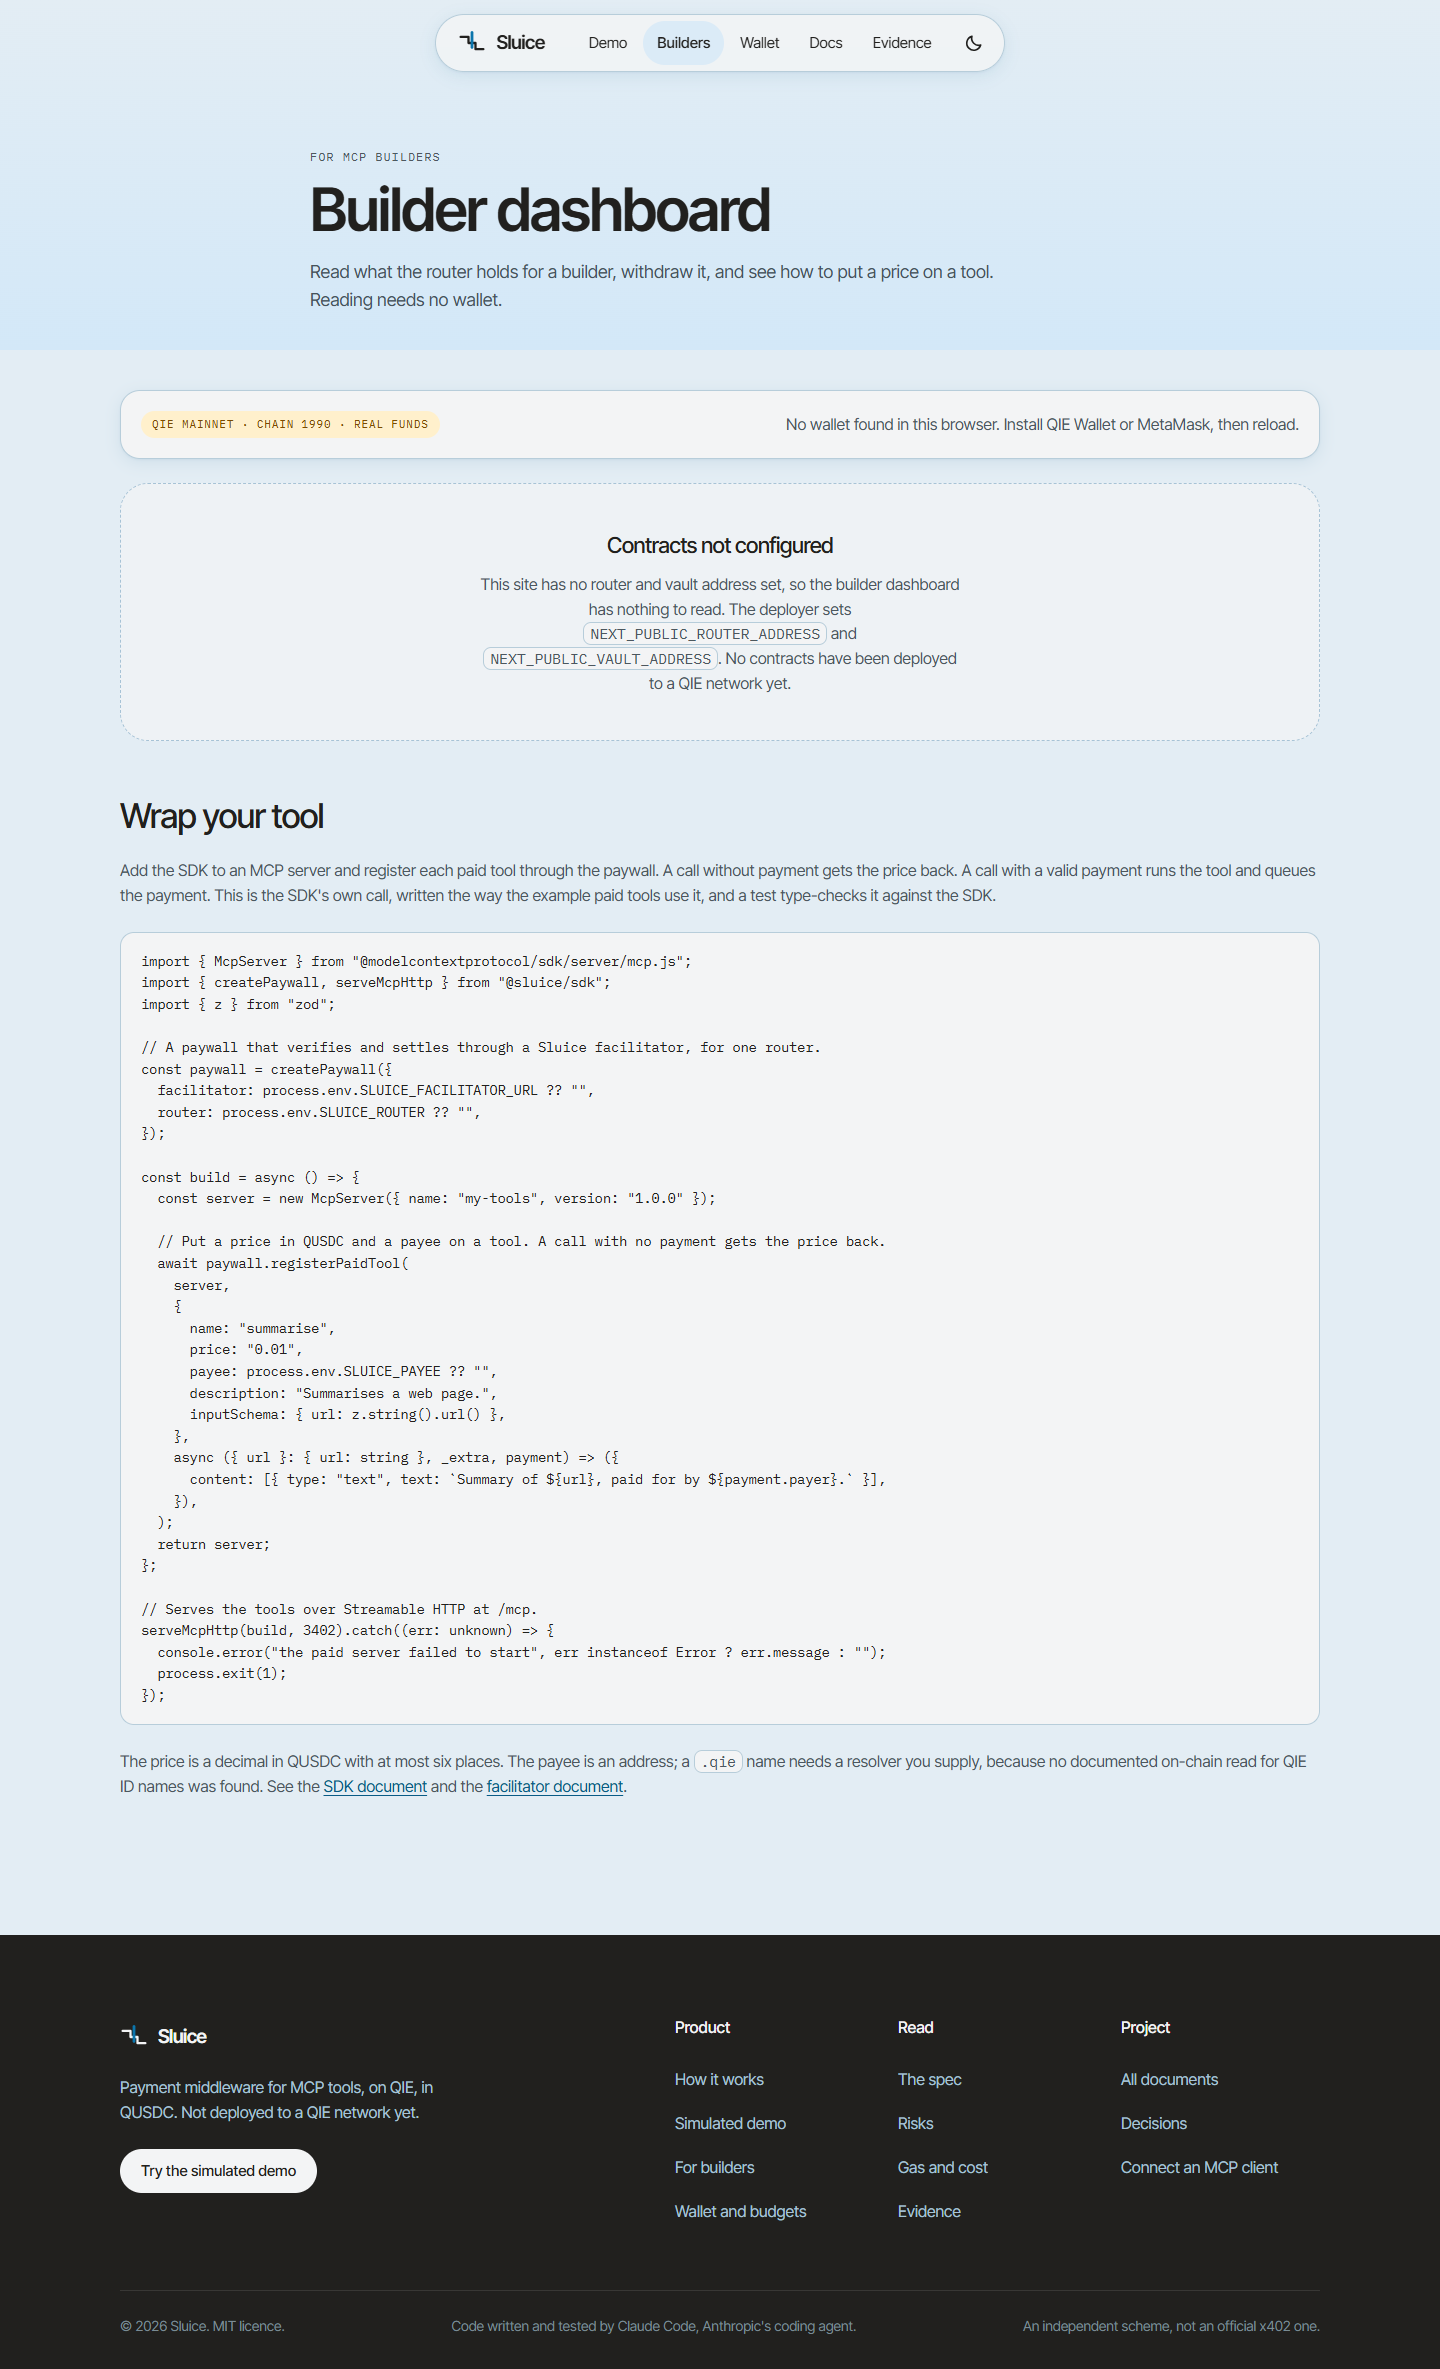 Sluice
Demo
Builders
Wallet
Docs
Evidence
FOR MCP BUILDERS
Builder dashboard
Read what the router holds for a builder, withdraw it, and see how to put a price on a tool.
Reading needs no wallet.
QIE MAINNET · CHAIN 1990 · REAL FUNDS
No wallet found in this browser. Install QIE Wallet or MetaMask, then reload.
Contracts not configured
This site has no router and vault address set, so the builder dashboard
has nothing to read. The deployer sets
NEXT_PUBLIC_ROUTER_ADDRESS and
NEXT_PUBLIC_VAULT_ADDRESS. No contracts have been deployed
to a QIE network yet.
Wrap your tool
Add the SDK to an MCP server and register each paid tool through the paywall. A call without payment gets the price back. A call with a valid payment runs the tool and queues
the payment. This is the SDK's own call, written the way the example paid tools use it, and a test type-checks it against the SDK.
import { McpServer } from "@modelcontextprotocol/sdk/server/mcp.js";
import { createPaywall, serveMcpHttp } from "@sluice/sdk";
import { z } from "zod";
// A paywall that verifies and settles through a Sluice facilitator, for one router.
const paywall = createPaywall({
  facilitator: process.env.SLUICE_FACILITATOR_URL ?? "",
  router: process.env.SLUICE_ROUTER ?? "",
});
const build = async () => {
  const server = new McpServer({ name: "my-tools", version: "1.0.0" });
  // Put a price in QUSDC and a payee on a tool. A call with no payment gets the price back.
  await paywall.registerPaidTool(
    server,
    {
      name: "summarise",
      price: "0.01",
      payee: process.env.SLUICE_PAYEE ?? "",
      description: "Summarises a web page.",
      inputSchema: { url: z.string().url() },
    },
    async ({ url }: { url: string }, _extra, payment) => ({
      content: [{ type: "text", text: `Summary of ${url}, paid for by ${payment.payer}.` }],
    }),
  );
  return server;
};
// Serves the tools over Streamable HTTP at /mcp.
serveMcpHttp(build, 3402).catch((err: unknown) => {
  console.error("the paid server failed to start", err instanceof Error ? err.message : "");
  process.exit(1);
});
The price is a decimal in QUSDC with at most six places. The payee is an address; a .qie name needs a resolver you supply, because no documented on-chain read for QIE
ID names was found. See the SDK document and the facilitator document.
Sluice
Payment middleware for MCP tools, on QIE, in
QUSDC. Not deployed to a QIE network yet.
Try the simulated demo
Product
How it works
Simulated demo
For builders
Wallet and budgets
Read
The spec
Risks
Gas and cost
Evidence
Project
All documents
Decisions
Connect an MCP client
© 2026 Sluice. MIT licence.
Code written and tested by Claude Code, Anthropic's coding agent.
An independent scheme, not an official x402 one.